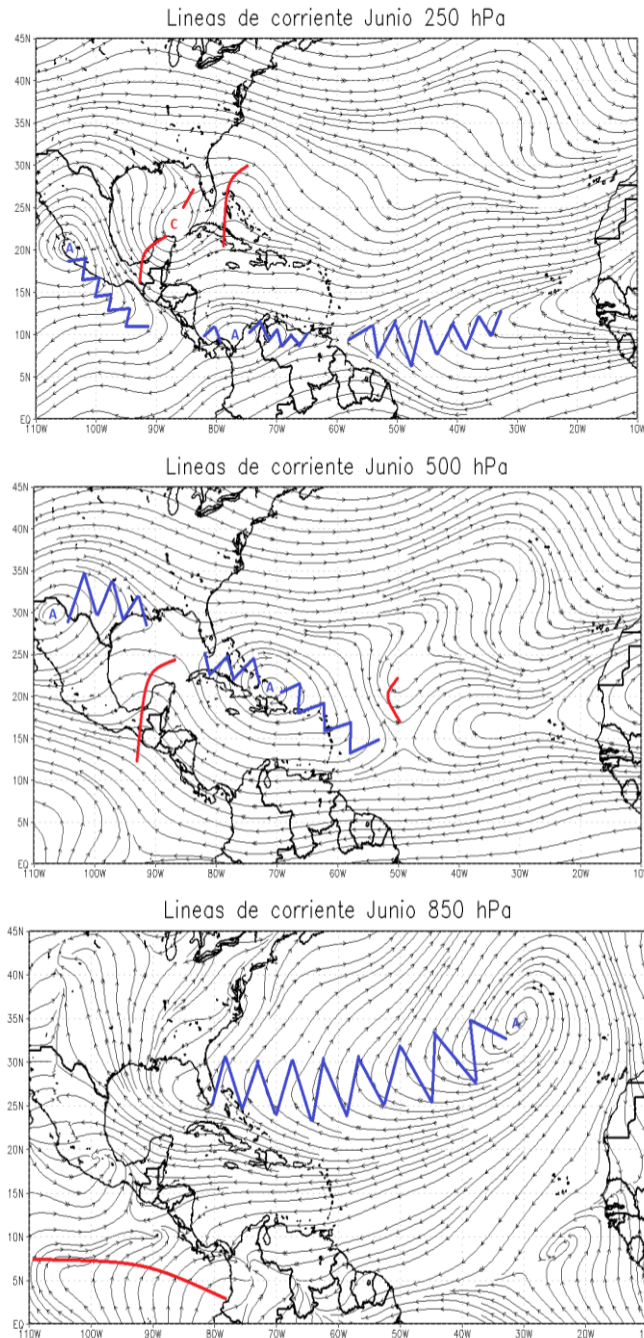 Lineas de corriente Junio 250 hPa
45N
40N
35N
30N
25N
C
20N
A
15N
10N
A
5N
EQ
110W 100W 90W 80W 70W 60W 50W 40W 30W 20W 10W
Lineas de corriente Junio 500 hPa
45N
40N
35N
30N
A
25N
20N
A
15N
10N
5N
EQ
110W 100W 90W 80W 70W 60W 50W 40W 30W 20W 10W
Lineas de corriente Junio 850 hPa
45N
40N
35N
A
30N
25N
20N
15N
10N
5N
EQ
110W 100W 90W 80W 70W 60W 50W 40W 30W 20W